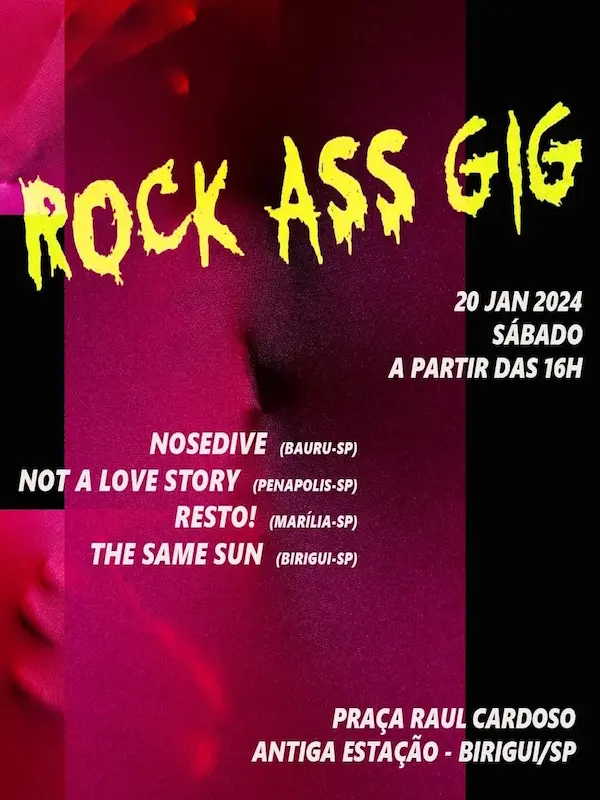 ROCK ASS GIG
20 JAN 2024
SÁBADO
A PARTIR DAS 16H
NOSEDIVE (BAURU-SP)
NOT A LOVE STORY (PENAPOLIS-SP)
RESTO! (MARÍLIA-SP)
THE SAME SUN (BIRIGUI-SP)
PRAÇA RAUL CARDOSO
ANTIGA ESTAÇÃO - BIRIGUI/SP